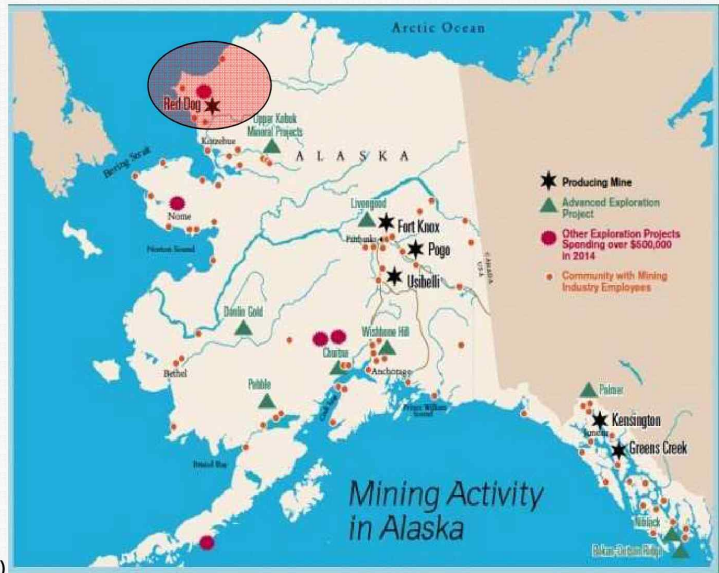 Arctic Ocean
Red Dog
Upper Kobuk
Mineral Projects
Kotzebue
Bering Strait
ALASKA
Nome
Norton Sound
Livengood
Fort Knox
Fairbanks
Pogo
Usibelli
CANADA
U.S.A.
Producing Mine
Advanced Exploration
Project
Other Exploration Projects
Spending over $500,000
in 2014
Community with Mining
Industry Employees
Donlin Gold
Bethel
Wishbone Hill
Chuitna
Anchorage
Pebble
Cook Inlet
Prince William
Sound
Bristol Bay
Palmer
Kensington
Juneau
Greens Creek
Niblack
Bokan-Dotson Ridge
Mining Activity
in Alaska
)